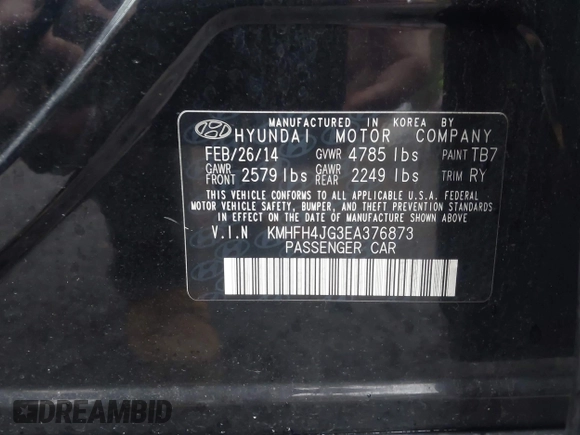 MANUFACTURED IN KOREA BY
HYUNDAI MOTOR COMPANY
FEB/26/14 GVWR 4785 lbs PAINT TB7
GAWR FRONT 2579 lbs GAWR REAR 2249 lbs TRIM RY
THIS VEHICLE CONFORMS TO ALL APPLICABLE U.S.A. FEDERAL
MOTOR VEHICLE SAFETY, BUMPER, AND THEFT PREVENTION STANDARDS
IN EFFECT ON THE DATE OF MANUFACTURE SHOWN ABOVE.
V.I.N KMHFH4JG3EA376873
PASSENGER CAR
DREAMBID